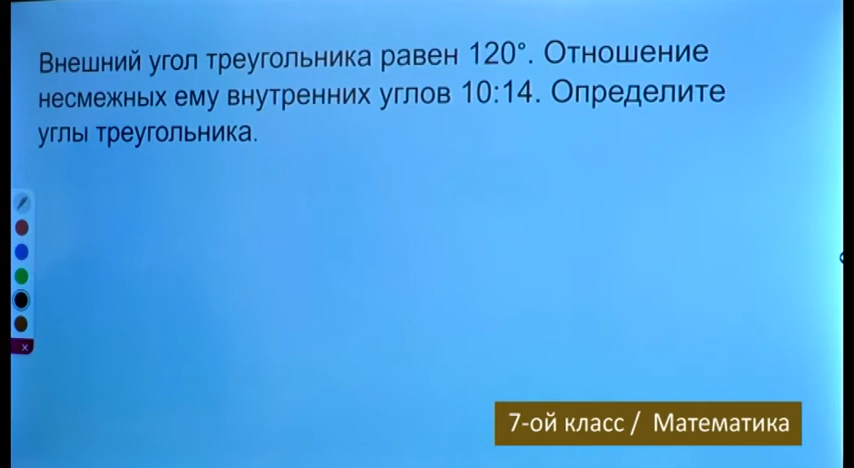 Внешний угол треугольника равен 120°. Отношение
несмежных ему внутренних углов 10:14. Определите
углы треугольника.
7-ой класс / Математика